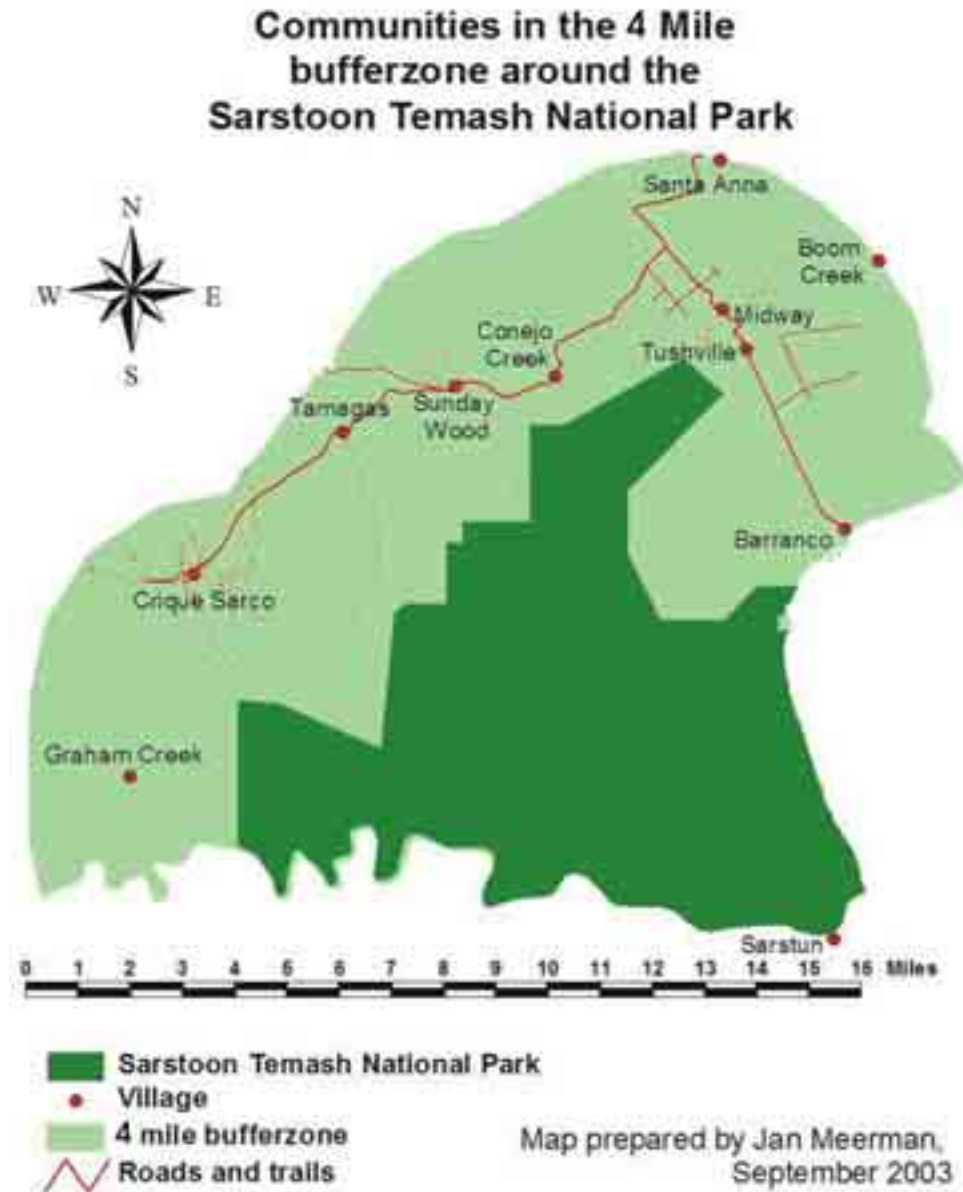 Communities in the 4 Mile
bufferzone around the
Sarstoon Temash National Park
N
W
E
S
Santa Anna
Boom
Creek
Midway
Conejo
Creek
Tushville
Tamagas
Sunday
Wood
Barranco
Crique Sarco
Graham Creek
Sarstun
0 1 2 3 4 5 6 7 8 9 10 11 12 13 14 15 16 Miles
Sarstoon Temash National Park
Village
4 mile bufferzone
Roads and trails
Map prepared by Jan Meerman,
September 2003